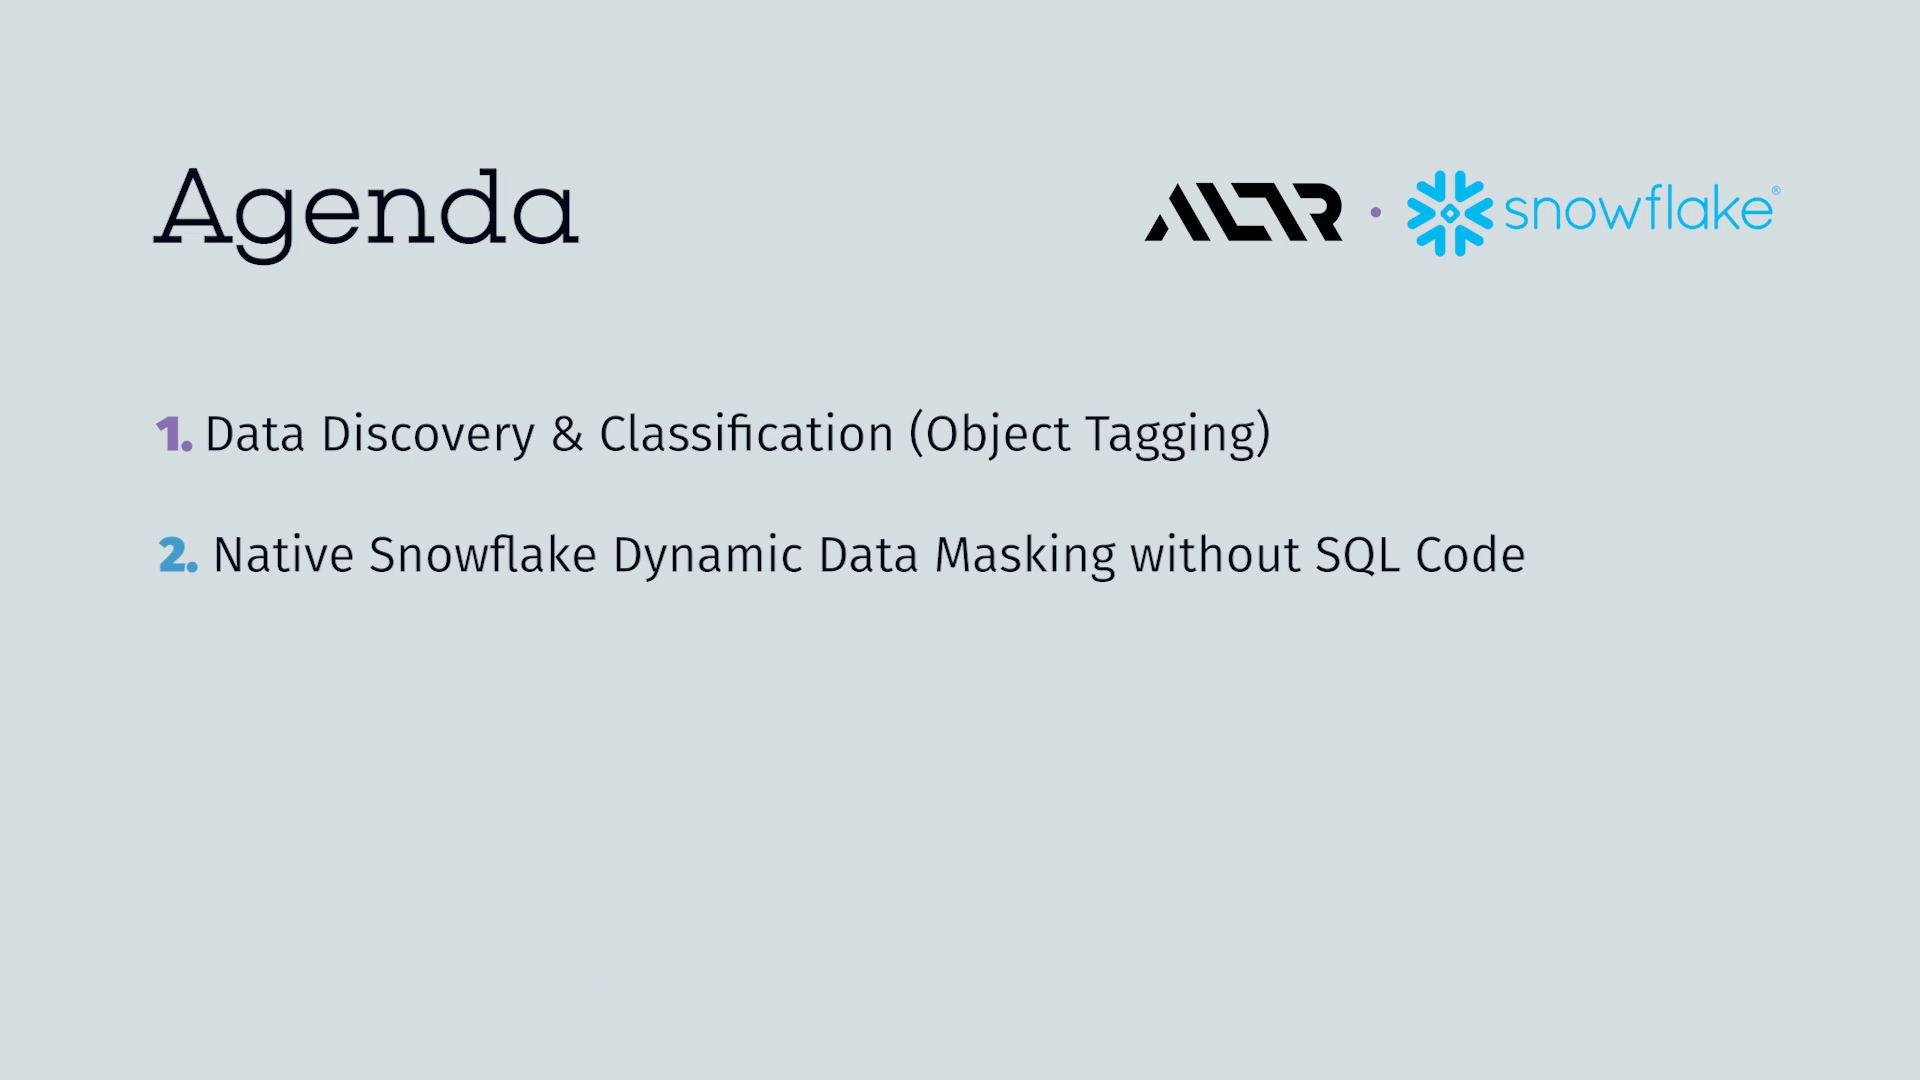 Agenda
ALTR • snowflake®
1. Data Discovery & Classification (Object Tagging)
2. Native Snowflake Dynamic Data Masking without SQL Code